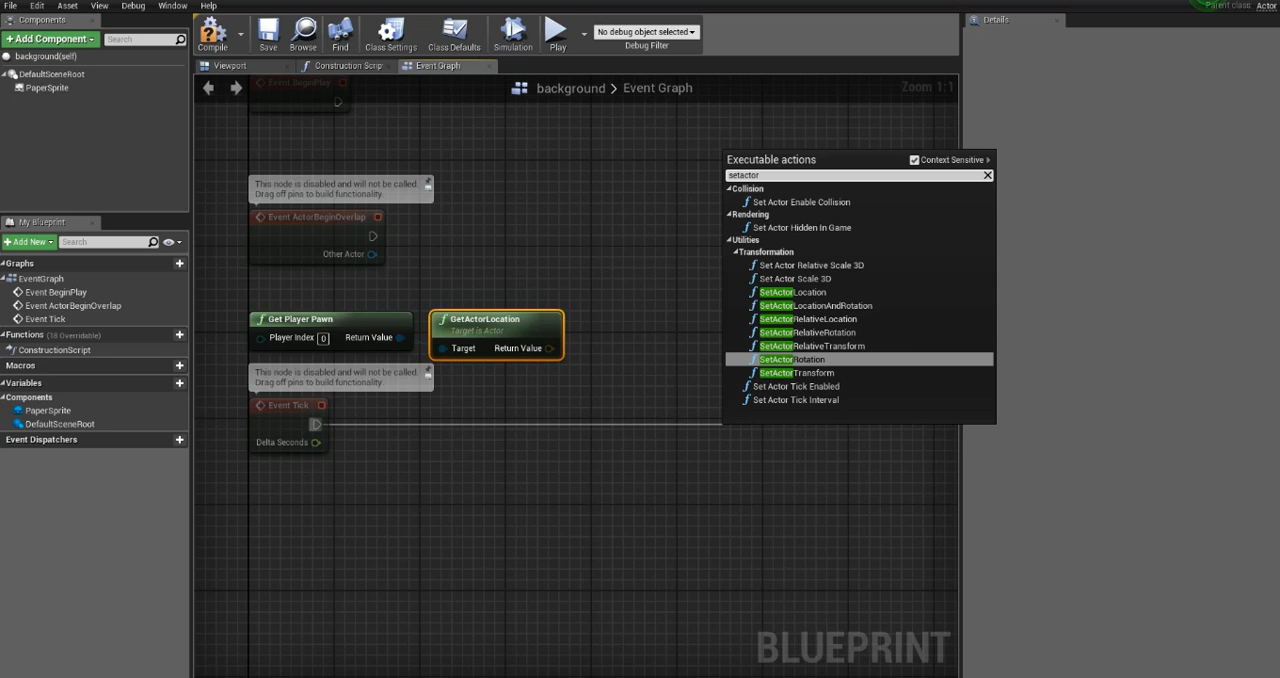 File Edit Asset View Debug Window Help
Parent class: Actor
Components
+Add Component
Search
background(self)
DefaultSceneRoot
PaperSprite
My Blueprint
+Add New
Search
Graphs
EventGraph
Event BeginPlay
Event ActorBeginOverlap
Event Tick
Functions (18 Overridable)
ConstructionScript
Macros
Variables
Components
PaperSprite
DefaultSceneRoot
Event Dispatchers
Compile
Save
Browse
Find
Class Settings
Class Defaults
Simulation
Play
No debug object selected
Debug Filter
Viewport
Construction Scrip
Event Graph
background > Event Graph
Zoom 1:1
Event BeginPlay
This node is disabled and will not be called.
Drag off pins to build functionality
Event ActorBeginOverlap
Other Actor
Get Player Pawn
Player Index 0
Return Value
GetActorLocation
Target is Actor
Target
Return Value
This node is disabled and will not be called.
Drag off pins to build functionality
Event Tick
Delta Seconds
Executable actions
Context Sensitive
setactor
Collision
Set Actor Enable Collision
Rendering
Set Actor Hidden In Game
Utilities
Transformation
Set Actor Relative Scale 3D
Set Actor Scale 3D
SetActorLocation
SetActorLocationAndRotation
SetActorRelativeLocation
SetActorRelativeRotation
SetActorRelativeTransform
SetActorRotation
SetActorTransform
Set Actor Tick Enabled
Set Actor Tick Interval
BLUEPRINT
Details